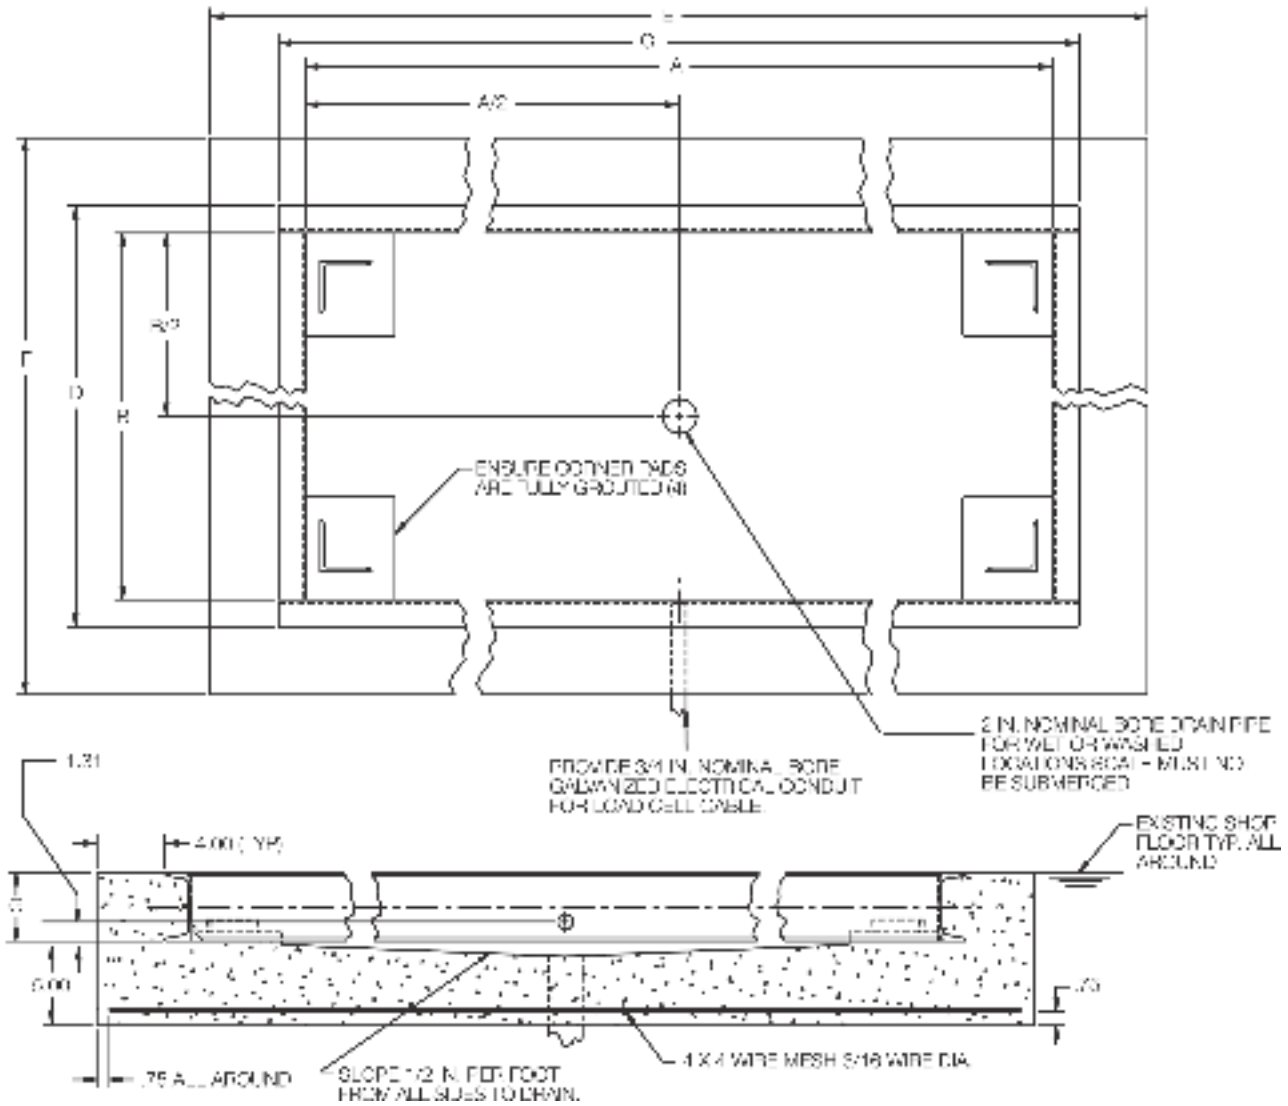 E
G
A
A/2
B/2
F
D
B
ENSURE CORNER PADS
ARE FULLY GROUTED (4)
2 IN. NOMINAL BORE DRAIN PIPE
FOR WET OR WASHED
LOCATIONS SCALE MUST NOT
BE SUBMERGED
PROVIDE 3/4 IN. NOMINAL BORE
GALVANIZED ELECTRICAL CONDUIT
FOR LOAD CELL CABLE.
1.31
4.00 (TYP)
EXISTING SHOP
FLOOR TYP. ALL
AROUND
.75
.75 ALL AROUND
SLOPE 1/2 IN. PER FOOT
FROM ALL SIDES TO DRAIN.
4 X 4 WIRE MESH 3/16 WIRE DIA